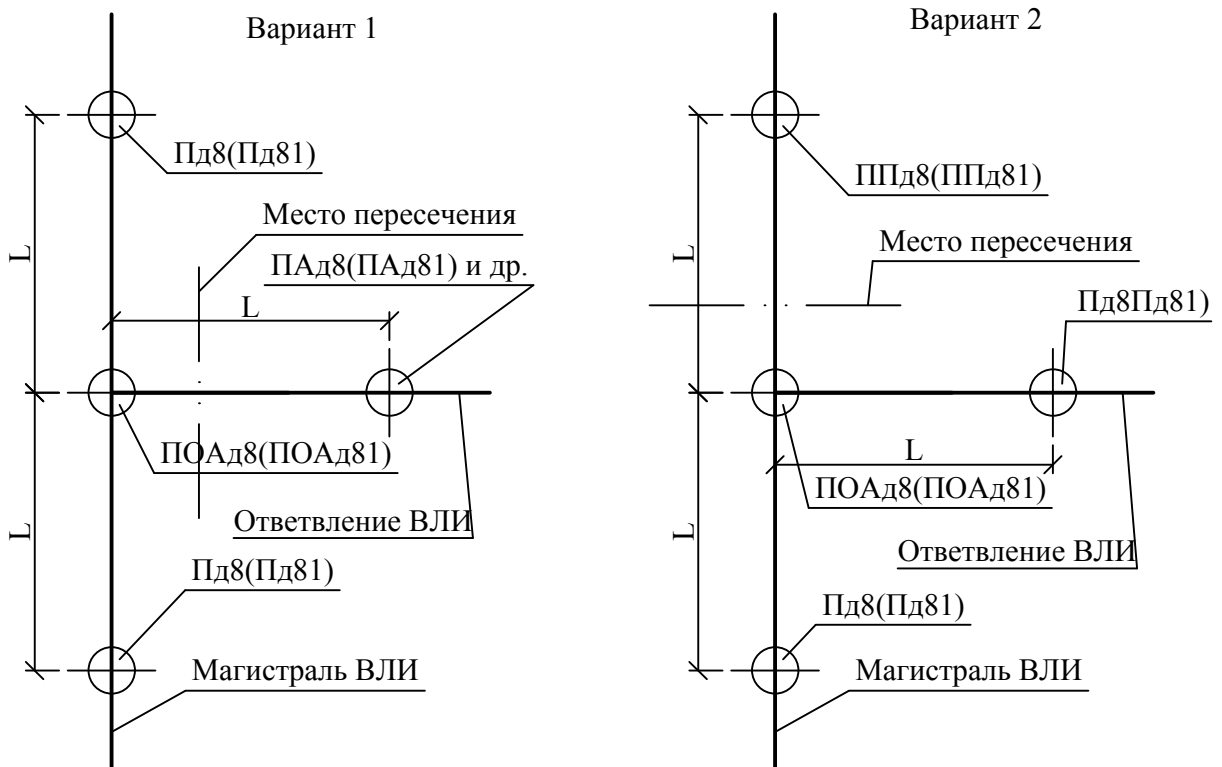 Вариант 1
Пд8(Пд81)
Место пересечения
ПАд8(ПАд81) и др.
L
L
ПОАд8(ПОАд81)
Ответвление ВЛИ
L
Пд8(Пд81)
Магистраль ВЛИ
Вариант 2
ППд8(ППд81)
Место пересечения
L
Пд8Пд81)
L
ПОАд8(ПОАд81)
L
Ответвление ВЛИ
Пд8(Пд81)
Магистраль ВЛИ